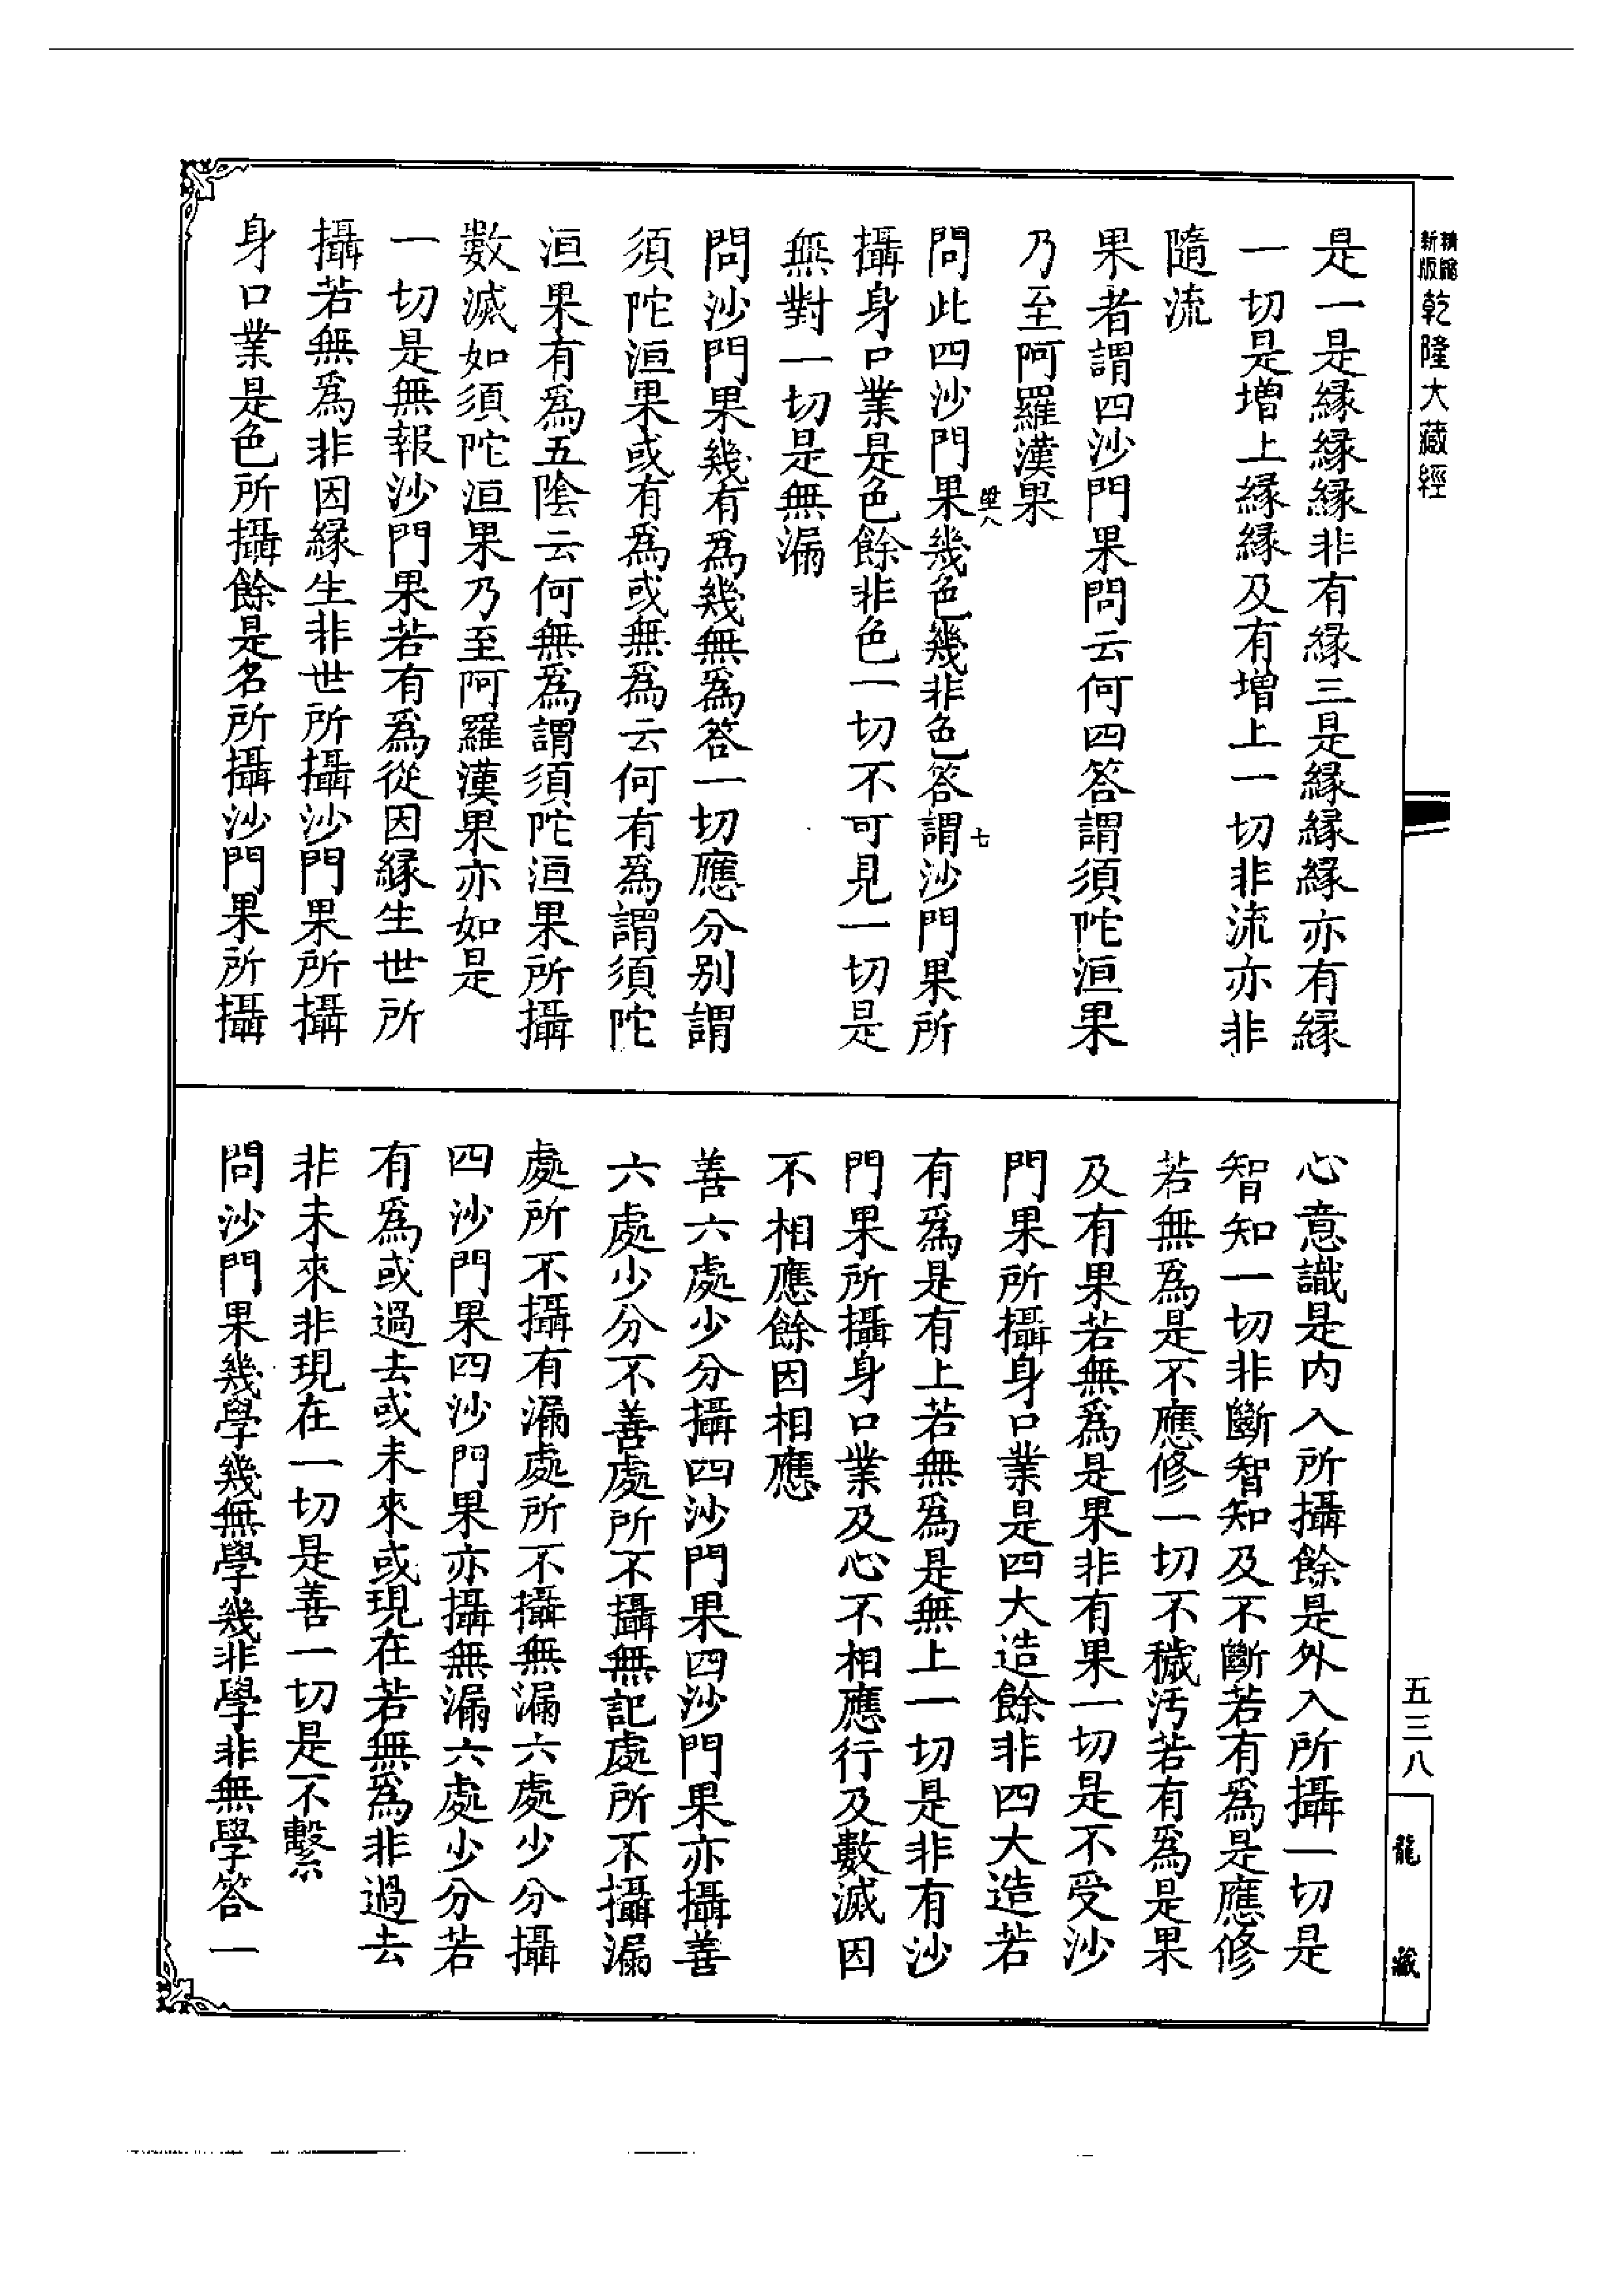 精縮
新版
乾隆大藏經
是一是緣緣緣非有緣三是緣緣緣亦有緣
一切是增上緣緣及有增上一切非流亦非
隨流
果者謂四沙門果問云何四答謂須陀洹果
乃至阿羅漢果
問此四沙門果幾色幾非色答謂沙門果所
七
攝身口業是色餘非色一切不可見一切是
無對一切是無漏
問沙門果幾有爲幾無爲答一切應分別謂
須陀洹果或有爲或無爲云何有爲謂須陀
洹果有爲五陰云何無爲謂須陀洹果所攝
數滅如須陀洹果乃至阿羅漢果亦如是
一切是無報沙門果若有爲從因緣生世所
攝若無爲非因緣生非世所攝沙門果所攝
身口業是色所攝餘是名所攝沙門果所攝
心意識是內入所攝餘是外入所攝一切是
智知一切非斷智知及不斷若有爲是應修
若無爲是不應修一切不穢污若有爲是果
及有果若無爲是果非有果一切是不受沙
門果所攝身口業是四大造餘非四大造若
有爲是有上若無爲是無上一切是非有沙
門果所攝身口業及心不相應行及數滅因
不相應餘因相應
善六處少分攝四沙門果四沙門果亦攝善
六處少分不善處所不攝無記處所不攝漏
處所不攝有漏處所不攝無漏六處少分攝
四沙門果四沙門果亦攝無漏六處少分若
有爲或過去或未來或現在若無爲非過去
非未來非現在一切是善一切是不繫
問沙門果幾學幾無學幾非學非無學答一
五三八
龍藏